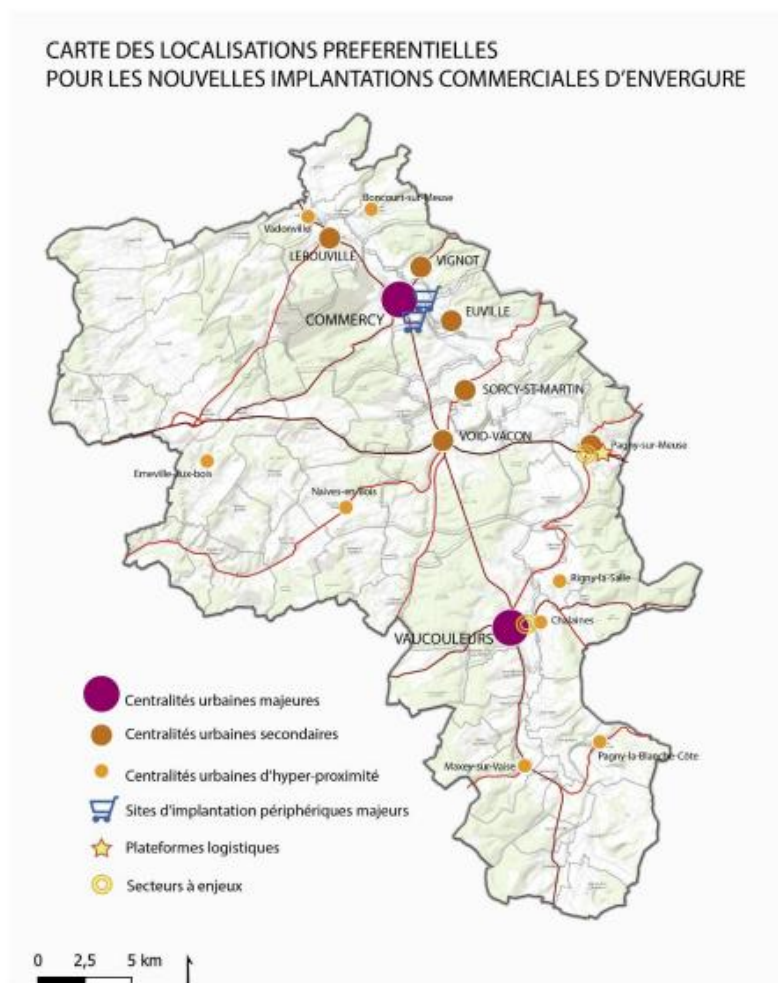 CARTE DES LOCALISATIONS PREFERENTIELLES
POUR LES NOUVELLES IMPLANTATIONS COMMERCIALES D'ENVERGURE
Boncourt-sur-Meuse
Vadonville
LEROUVILLE
VIGNOT
COMMERCY
EUVILLE
SORCY-ST-MARTIN
VOID-VACON
Pagny-sur-Meuse
Erneville-aux-bois
Naives-en-Bois
Rigny-la-Salle
Chalaines
VAUCOULEURS
Pagny-la-Blanche-Côte
Maxey-sur-Vaise
Centralités urbaines majeures
Centralités urbaines secondaires
Centralités urbaines d'hyper-proximité
Sites d'implantation périphériques majeurs
Plateformes logistiques
Secteurs à enjeux
0 2,5 5 km